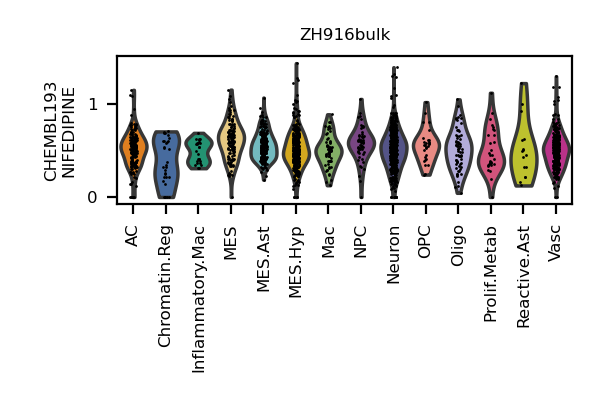 ZH916bulk
CHEMBL193
NIFEDIPINE
1
0
AC
Chromatin.Reg
Inflammatory.Mac
MES
MES.Ast
MES.Hyp
Mac
NPC
Neuron
OPC
Oligo
Prolif.Metab
Reactive.Ast
Vasc